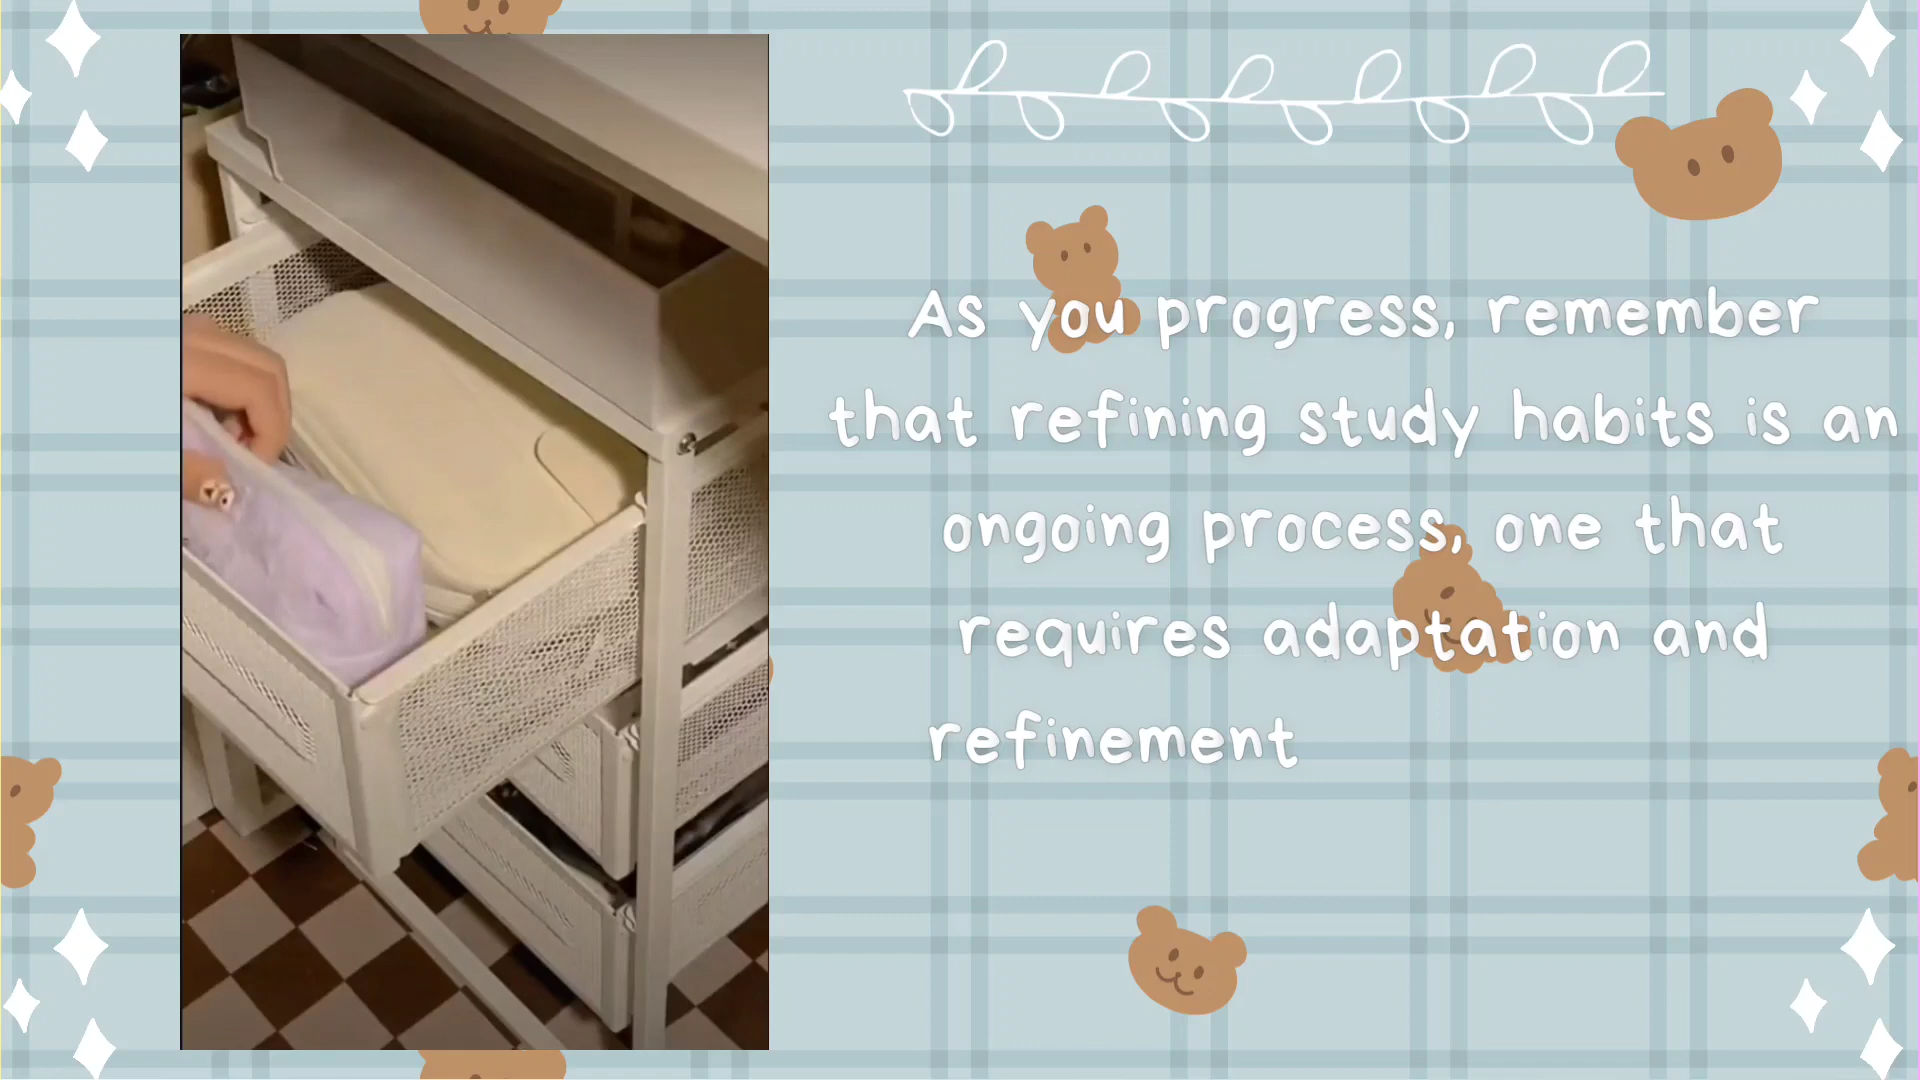 As you progress, remember
that refining study habits is an
ongoing process, one that
requires adaptation and
refinement